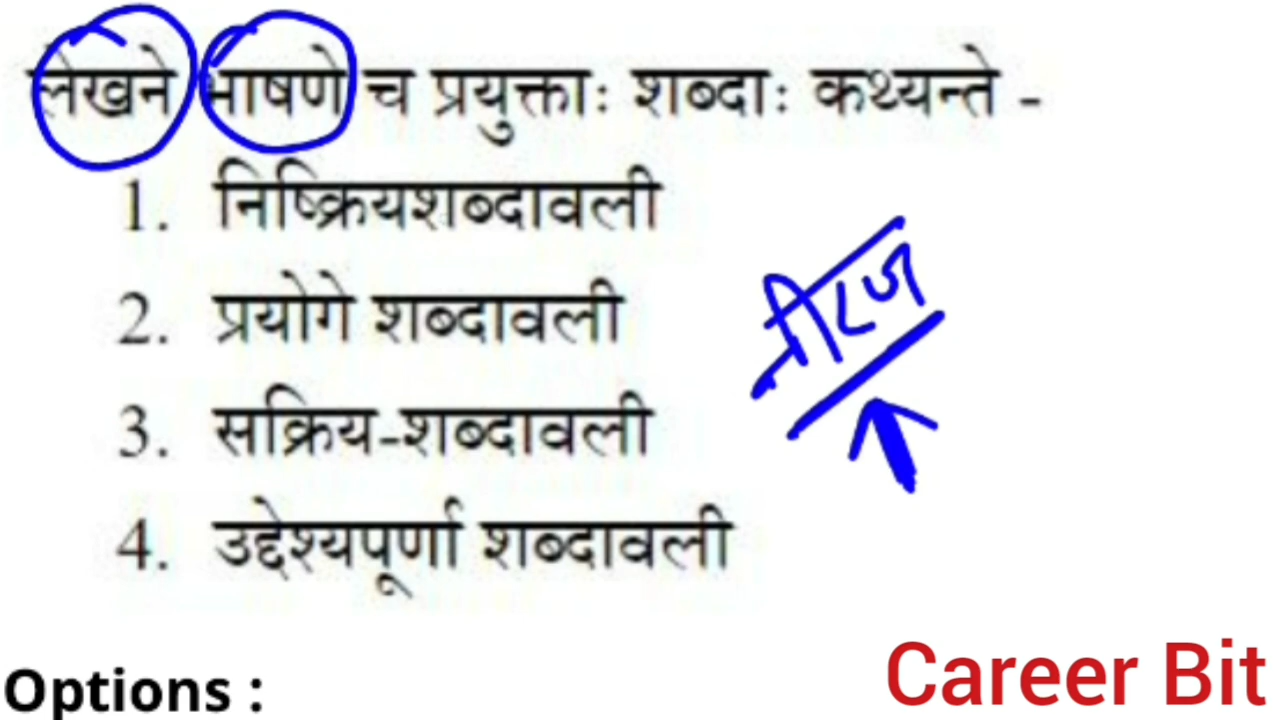 लेखने भाषणे च प्रयुक्ताः शब्दाः कथ्यन्ते -
1. निष्क्रियशब्दावली
2. प्रयोगे शब्दावली
3. सक्रिय-शब्दावली
4. उद्देश्यपूर्णा शब्दावली
नीरज
Options :
Career Bit